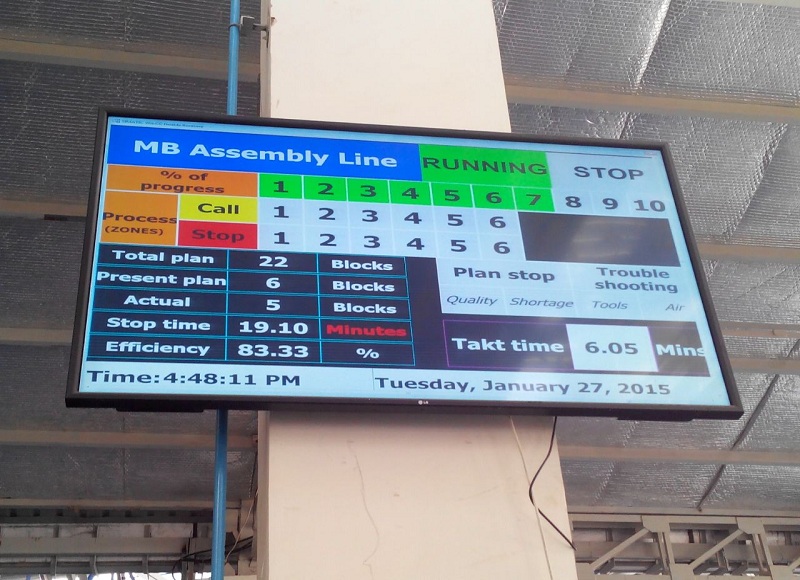 MB Assembly Line RUNNING STOP
% of progress 1 2 3 4 5 6 7 8 9 10
Process (ZONES) Call 1 2 3 4 5 6
Stop 1 2 3 4 5 6
Total plan 22 Blocks
Present plan 6 Blocks
Actual 5 Blocks
Stop time 19.10 Minutes
Efficiency 83.33 %
Plan stop Trouble shooting
Quality Shortage Tools Air
Takt time 6.05 Mins
Time:4:48:11 PM Tuesday, January 27, 2015
LG